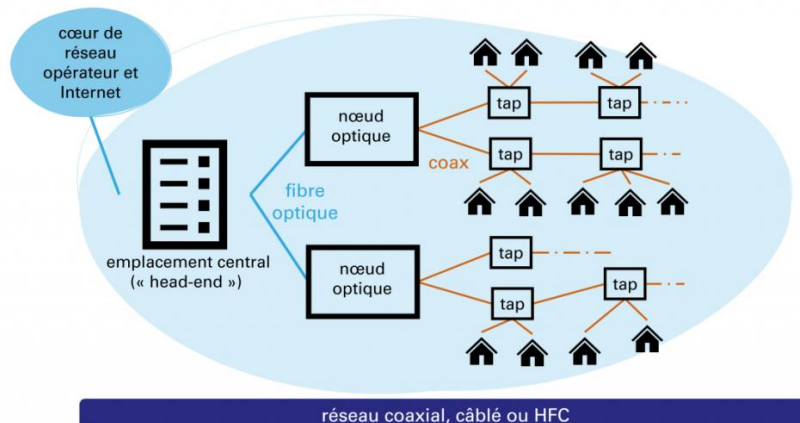 cœur de
réseau
opérateur et
Internet
emplacement central
(« head-end »)
fibre
optique
nœud
optique
coax
tap
tap
tap
tap
nœud
optique
tap
tap
tap
réseau coaxial, câblé ou HFC